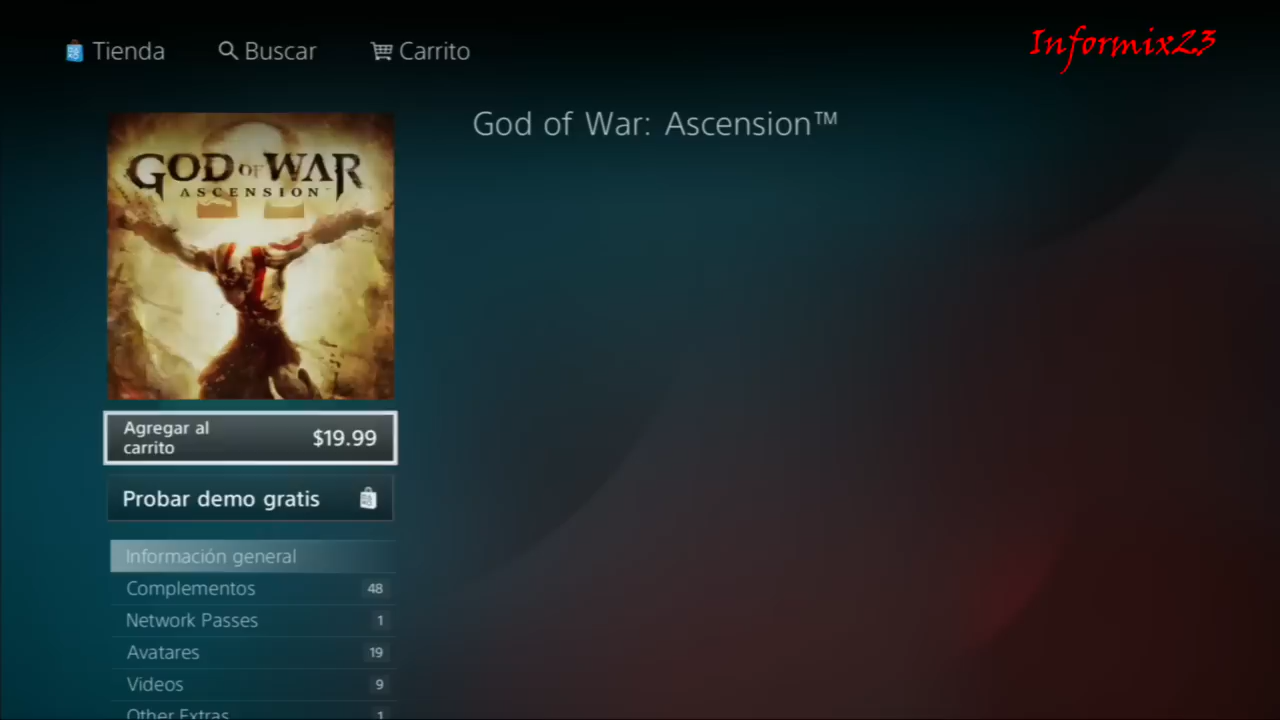 Tienda
Buscar
Carrito
Informix23
GOD OF WAR
ASCENSION™
God of War: Ascension™
Agregar al
carrito
$19.99
Probar demo gratis
Información general
Complementos 48
Network Passes 1
Avatares 19
Videos 9
Other Extras 1